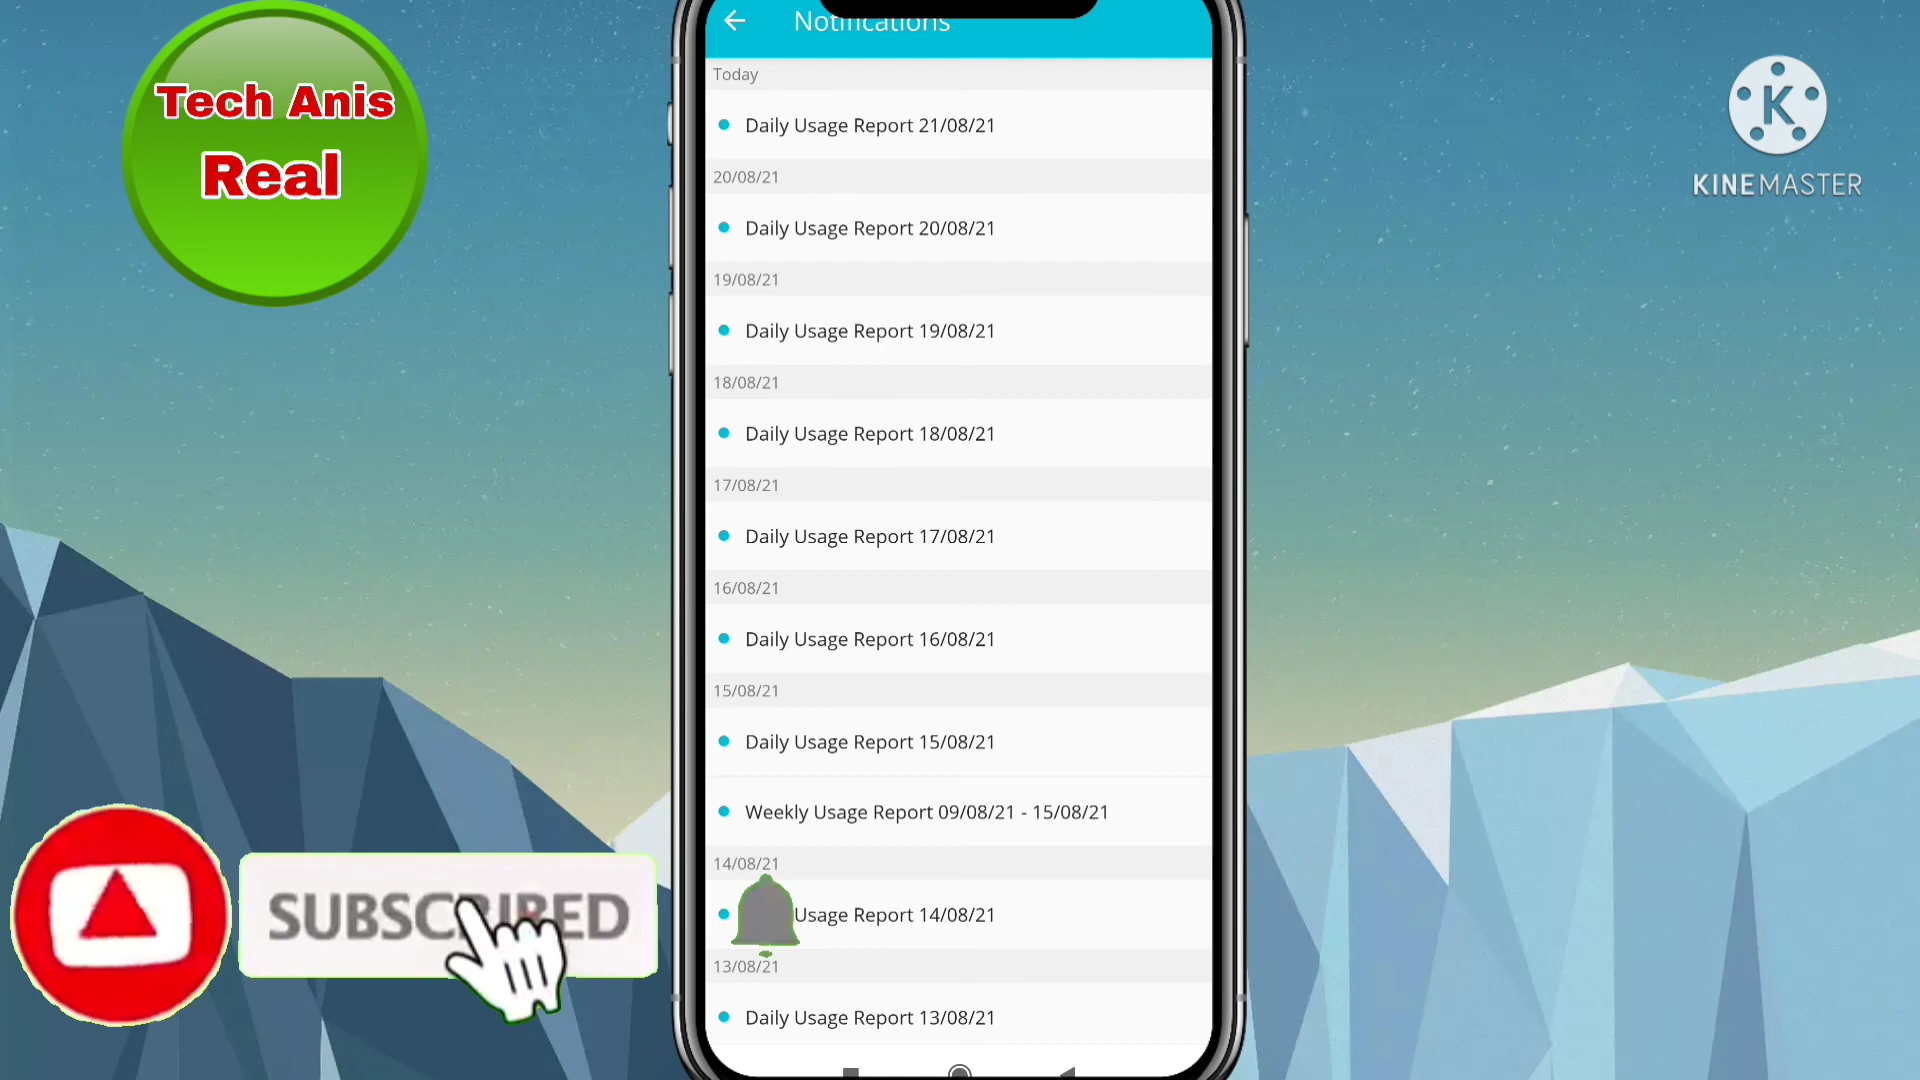 Tech Anis
Real
Notifications
Today
Daily Usage Report 21/08/21
20/08/21
Daily Usage Report 20/08/21
19/08/21
Daily Usage Report 19/08/21
18/08/21
Daily Usage Report 18/08/21
17/08/21
Daily Usage Report 17/08/21
16/08/21
Daily Usage Report 16/08/21
15/08/21
Daily Usage Report 15/08/21
Weekly Usage Report 09/08/21 - 15/08/21
14/08/21
Usage Report 14/08/21
13/08/21
Daily Usage Report 13/08/21
K
KINEMASTER
SUBSCRIBED